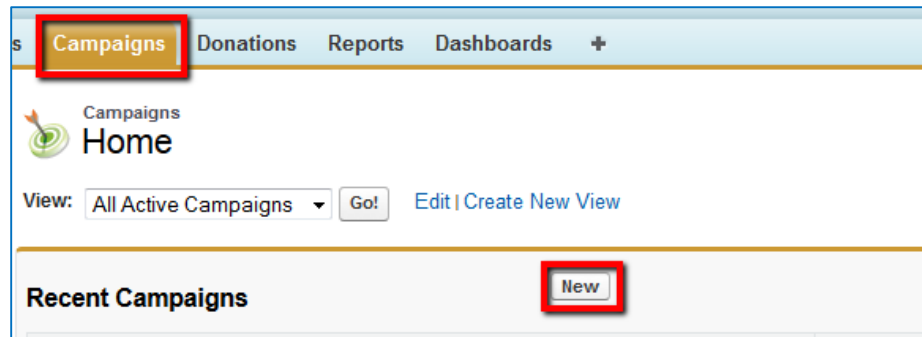 s Campaigns Donations Reports Dashboards +
Campaigns
Home
View: All Active Campaigns Go! Edit | Create New View
Recent Campaigns New